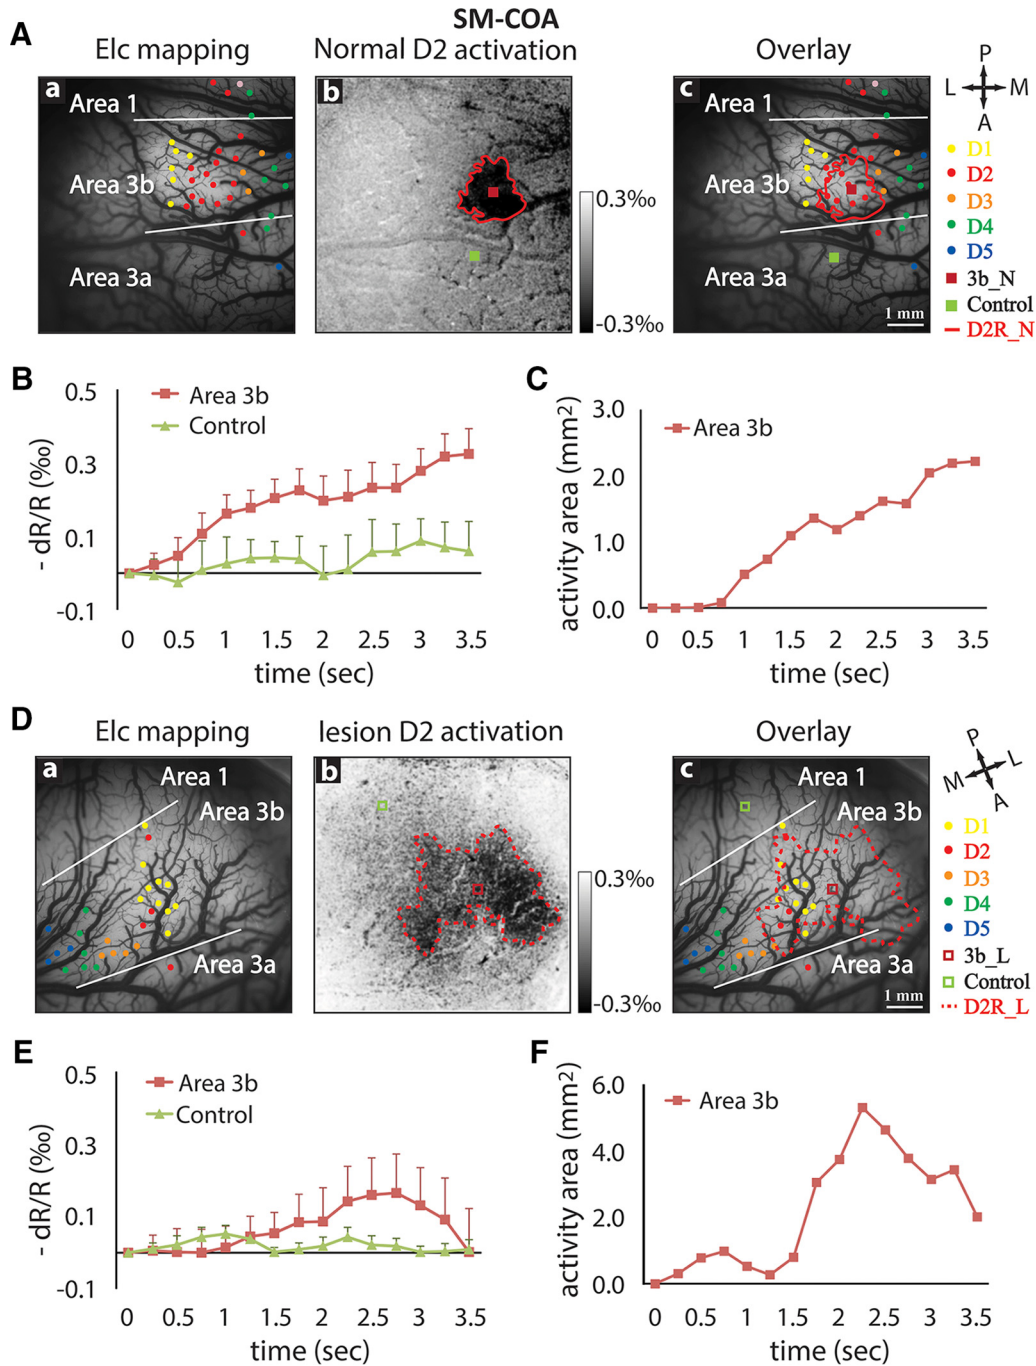 SM-COA
A
Elc mapping
Normal D2 activation
Overlay
a
Area 1
Area 3b
Area 3a
b
0.3‰
-0.3‰
c
Area 1
Area 3b
Area 3a
1 mm
P
L M
A
D1
D2
D3
D4
D5
3b_N
Control
D2R_N
B
Area 3b
Control
- dR/R (‰)
0.5
0.3
0.1
-0.1
0 0.5 1 1.5 2 2.5 3 3.5
time (sec)
C
Area 3b
activity area (mm²)
3.0
2.0
1.0
0.0
0 0.5 1 1.5 2 2.5 3 3.5
time (sec)
D
Elc mapping
lesion D2 activation
Overlay
a
Area 1
Area 3b
Area 3a
b
0.3‰
-0.3‰
c
Area 1
Area 3b
Area 3a
1 mm
P
M L
A
D1
D2
D3
D4
D5
3b_L
Control
D2R_L
E
Area 3b
Control
- dR/R (‰)
0.5
0.3
0.1
-0.1
0 0.5 1 1.5 2 2.5 3 3.5
time (sec)
F
Area 3b
activity area (mm²)
6.0
4.0
2.0
0.0
0 0.5 1 1.5 2 2.5 3 3.5
time (sec)